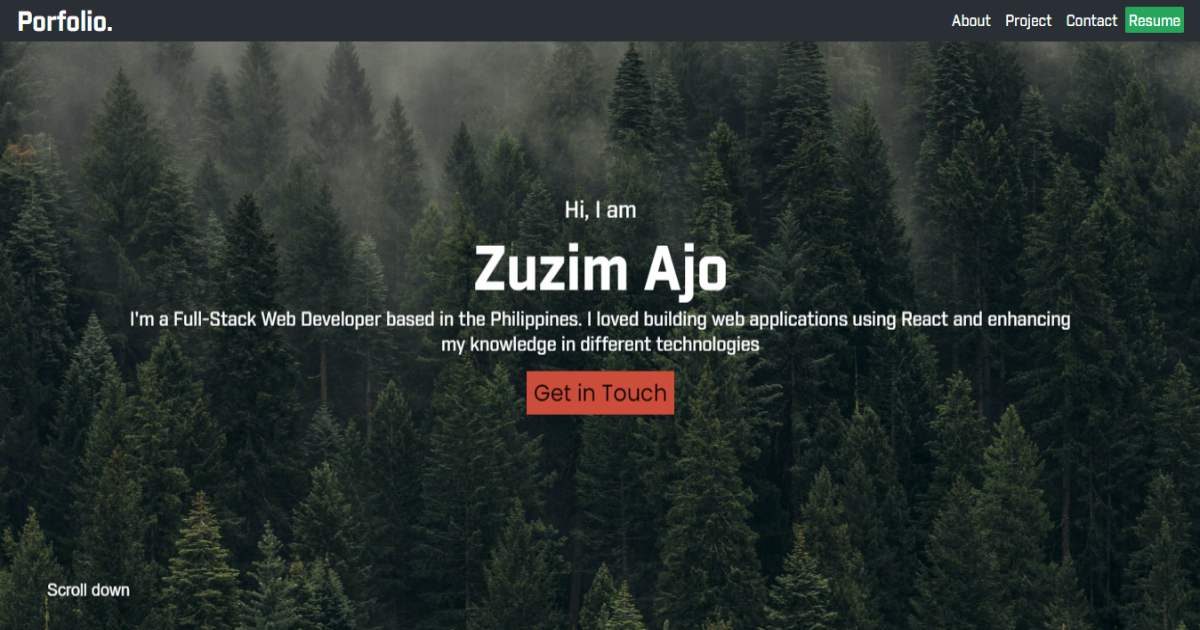 Porfolio.
About Project Contact Resume
Hi, I am
Zuzim Ajo
I'm a Full-Stack Web Developer based in the Philippines. I loved building web applications using React and enhancing
my knowledge in different technologies
Get in Touch
Scroll down